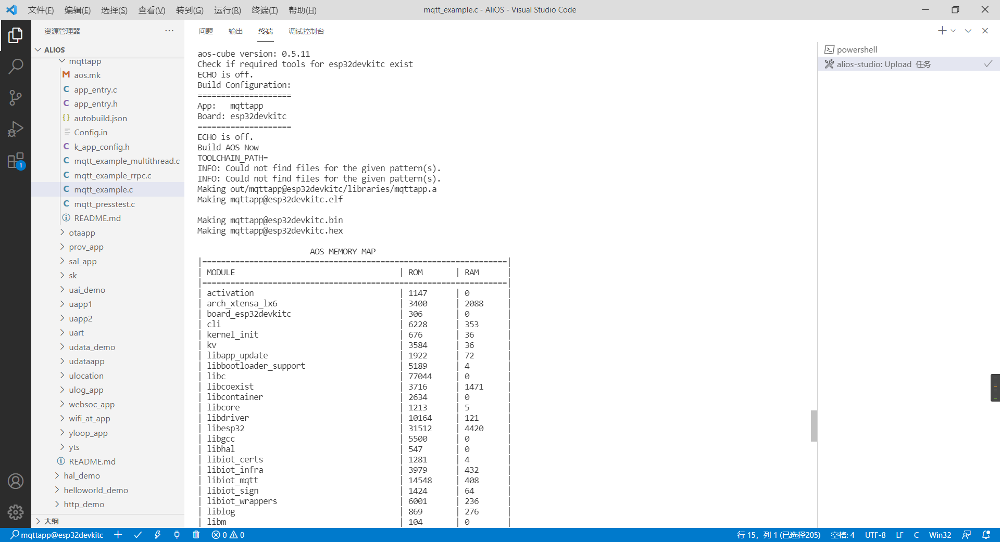 文件(F) 编辑(E) 选择(S) 查看(V) 转到(G) 运行(R) 终端(T) 帮助(H)
mqtt_example.c - AliOS - Visual Studio Code
资源管理器
ALIOS
mqttapp
aos.mk
app_entry.c
app_entry.h
autobuild.json
Config.in
k_app_config.h
mqtt_example_multithread.c
mqtt_example_rrpc.c
mqtt_example.c
mqtt_presstest.c
README.md
otaapp
prov_app
sal_app
sk
uai_demo
uapp1
uapp2
uart
udata_demo
udataapp
ulocation
ulog_app
websoc_app
wifi_at_app
yloop_app
yts
README.md
hal_demo
helloworld_demo
http_demo
大纲
问题 输出 终端 调试控制台
aos-cube version: 0.5.11
Check if required tools for esp32devkitc exist
ECHO is off.
Build Configuration:
====================
App:   mqttapp
Board: esp32devkitc
====================
ECHO is off.
Build AOS Now
TOOLCHAIN_PATH=
INFO: Could not find files for the given pattern(s).
INFO: Could not find files for the given pattern(s).
Making out/mqttapp@esp32devkitc/libraries/mqttapp.a
Making mqttapp@esp32devkitc.elf
Making mqttapp@esp32devkitc.bin
Making mqttapp@esp32devkitc.hex
AOS MEMORY MAP
|=================================================================|
| MODULE | ROM | RAM |
|=================================================================|
| activation | 1147 | 0 |
| arch_xtensa_lx6 | 3400 | 2088 |
| board_esp32devkitc | 306 | 0 |
| cli | 6228 | 353 |
| kernel_init | 676 | 36 |
| kv | 3584 | 36 |
| libapp_update | 1922 | 72 |
| libbootloader_support | 5189 | 4 |
| libc | 77044 | 0 |
| libcoexist | 3716 | 1471 |
| libcontainer | 2634 | 0 |
| libcore | 1213 | 5 |
| libdriver | 10164 | 121 |
| libesp32 | 31512 | 4420 |
| libgcc | 5500 | 0 |
| libhal | 547 | 0 |
| libiot_certs | 1281 | 4 |
| libiot_infra | 3979 | 432 |
| libiot_mqtt | 14548 | 408 |
| libiot_sign | 1424 | 64 |
| libiot_wrappers | 6001 | 236 |
| liblog | 869 | 276 |
| libm | 104 | 0 |
powershell
alios-studio: Upload 任务
1
mqttapp@esp32devkitc
0 0
行 15，列 1 (已选择205) 空格: 4 UTF-8 LF C Win32